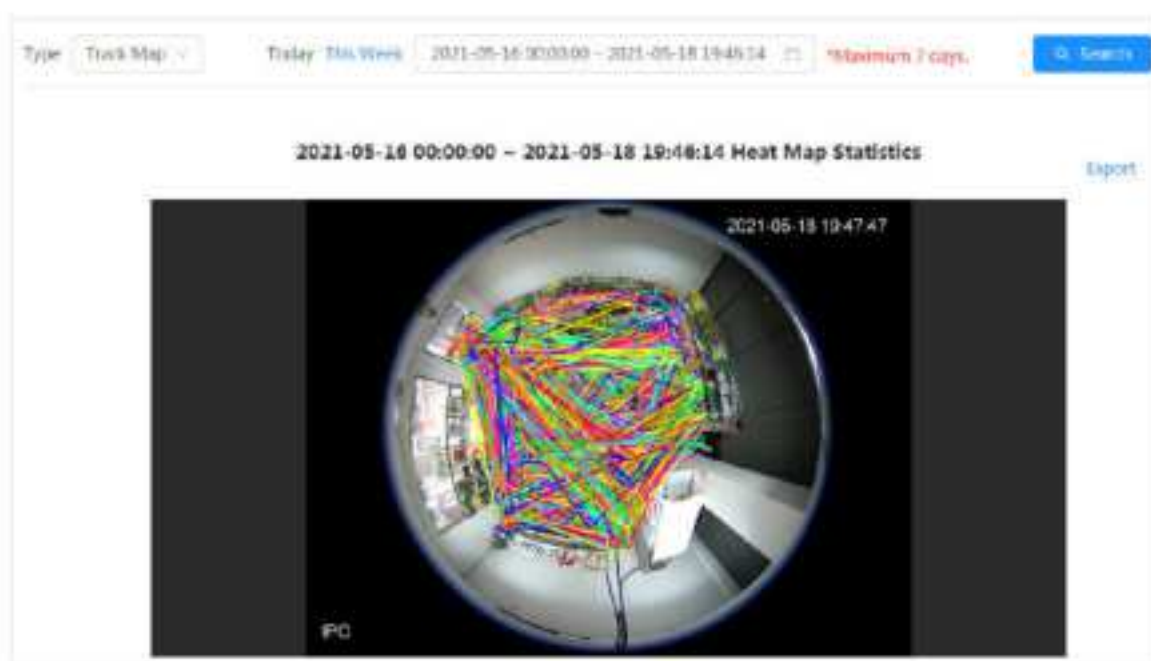 Type Track Map Today This Week 2021-05-16 00:00:00 ~ 2021-05-18 19:46:14 *Maximum 7 days. Search
2021-05-16 00:00:00 ~ 2021-05-18 19:46:14 Heat Map Statistics
Export
2021-05-18 19:47:47
IPC